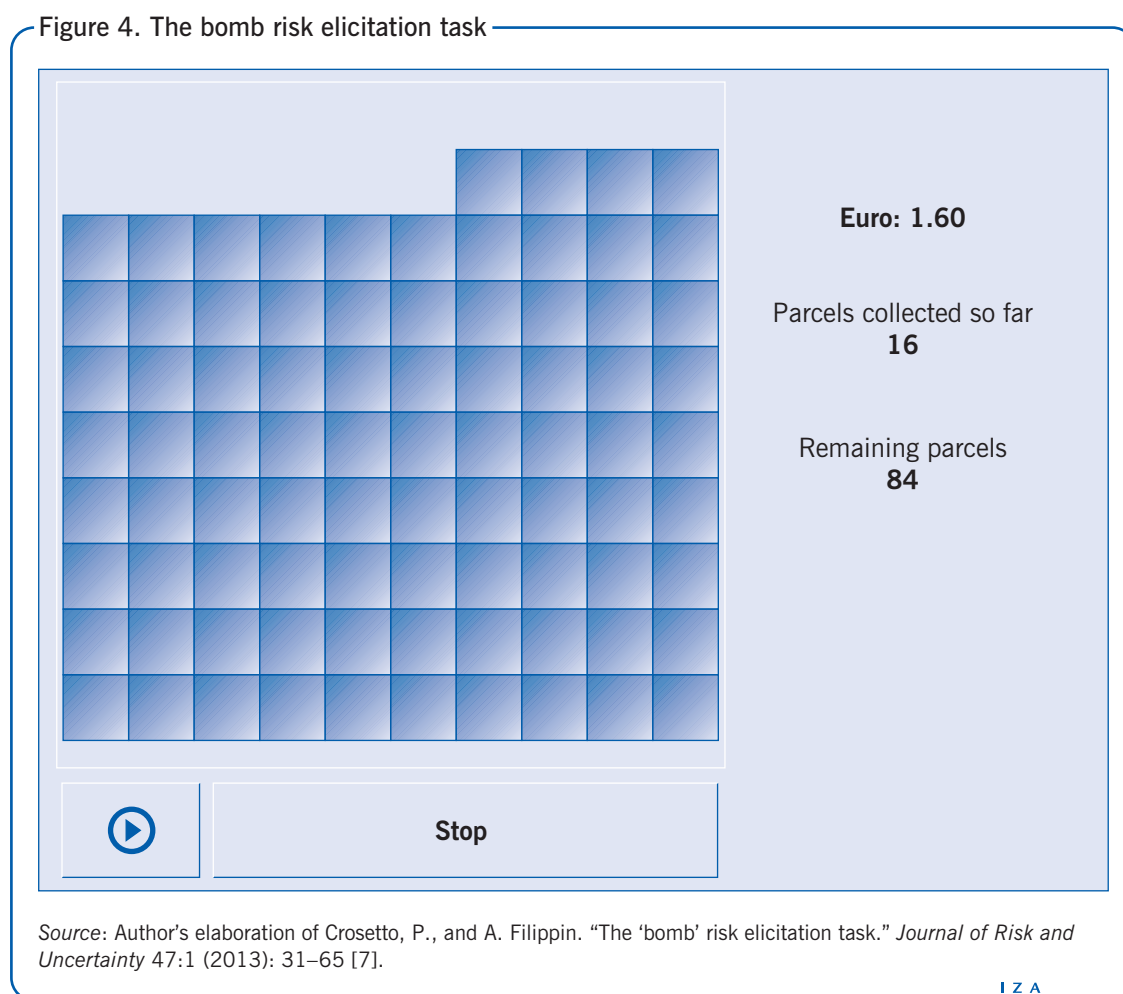 Figure 4. The bomb risk elicitation task
Euro: 1.60
Parcels collected so far
16
Remaining parcels
84
Stop
Source: Author’s elaboration of Crosetto, P., and A. Filippin. “The ‘bomb’ risk elicitation task.” Journal of Risk and
Uncertainty 47:1 (2013): 31–65 [7].
I Z A